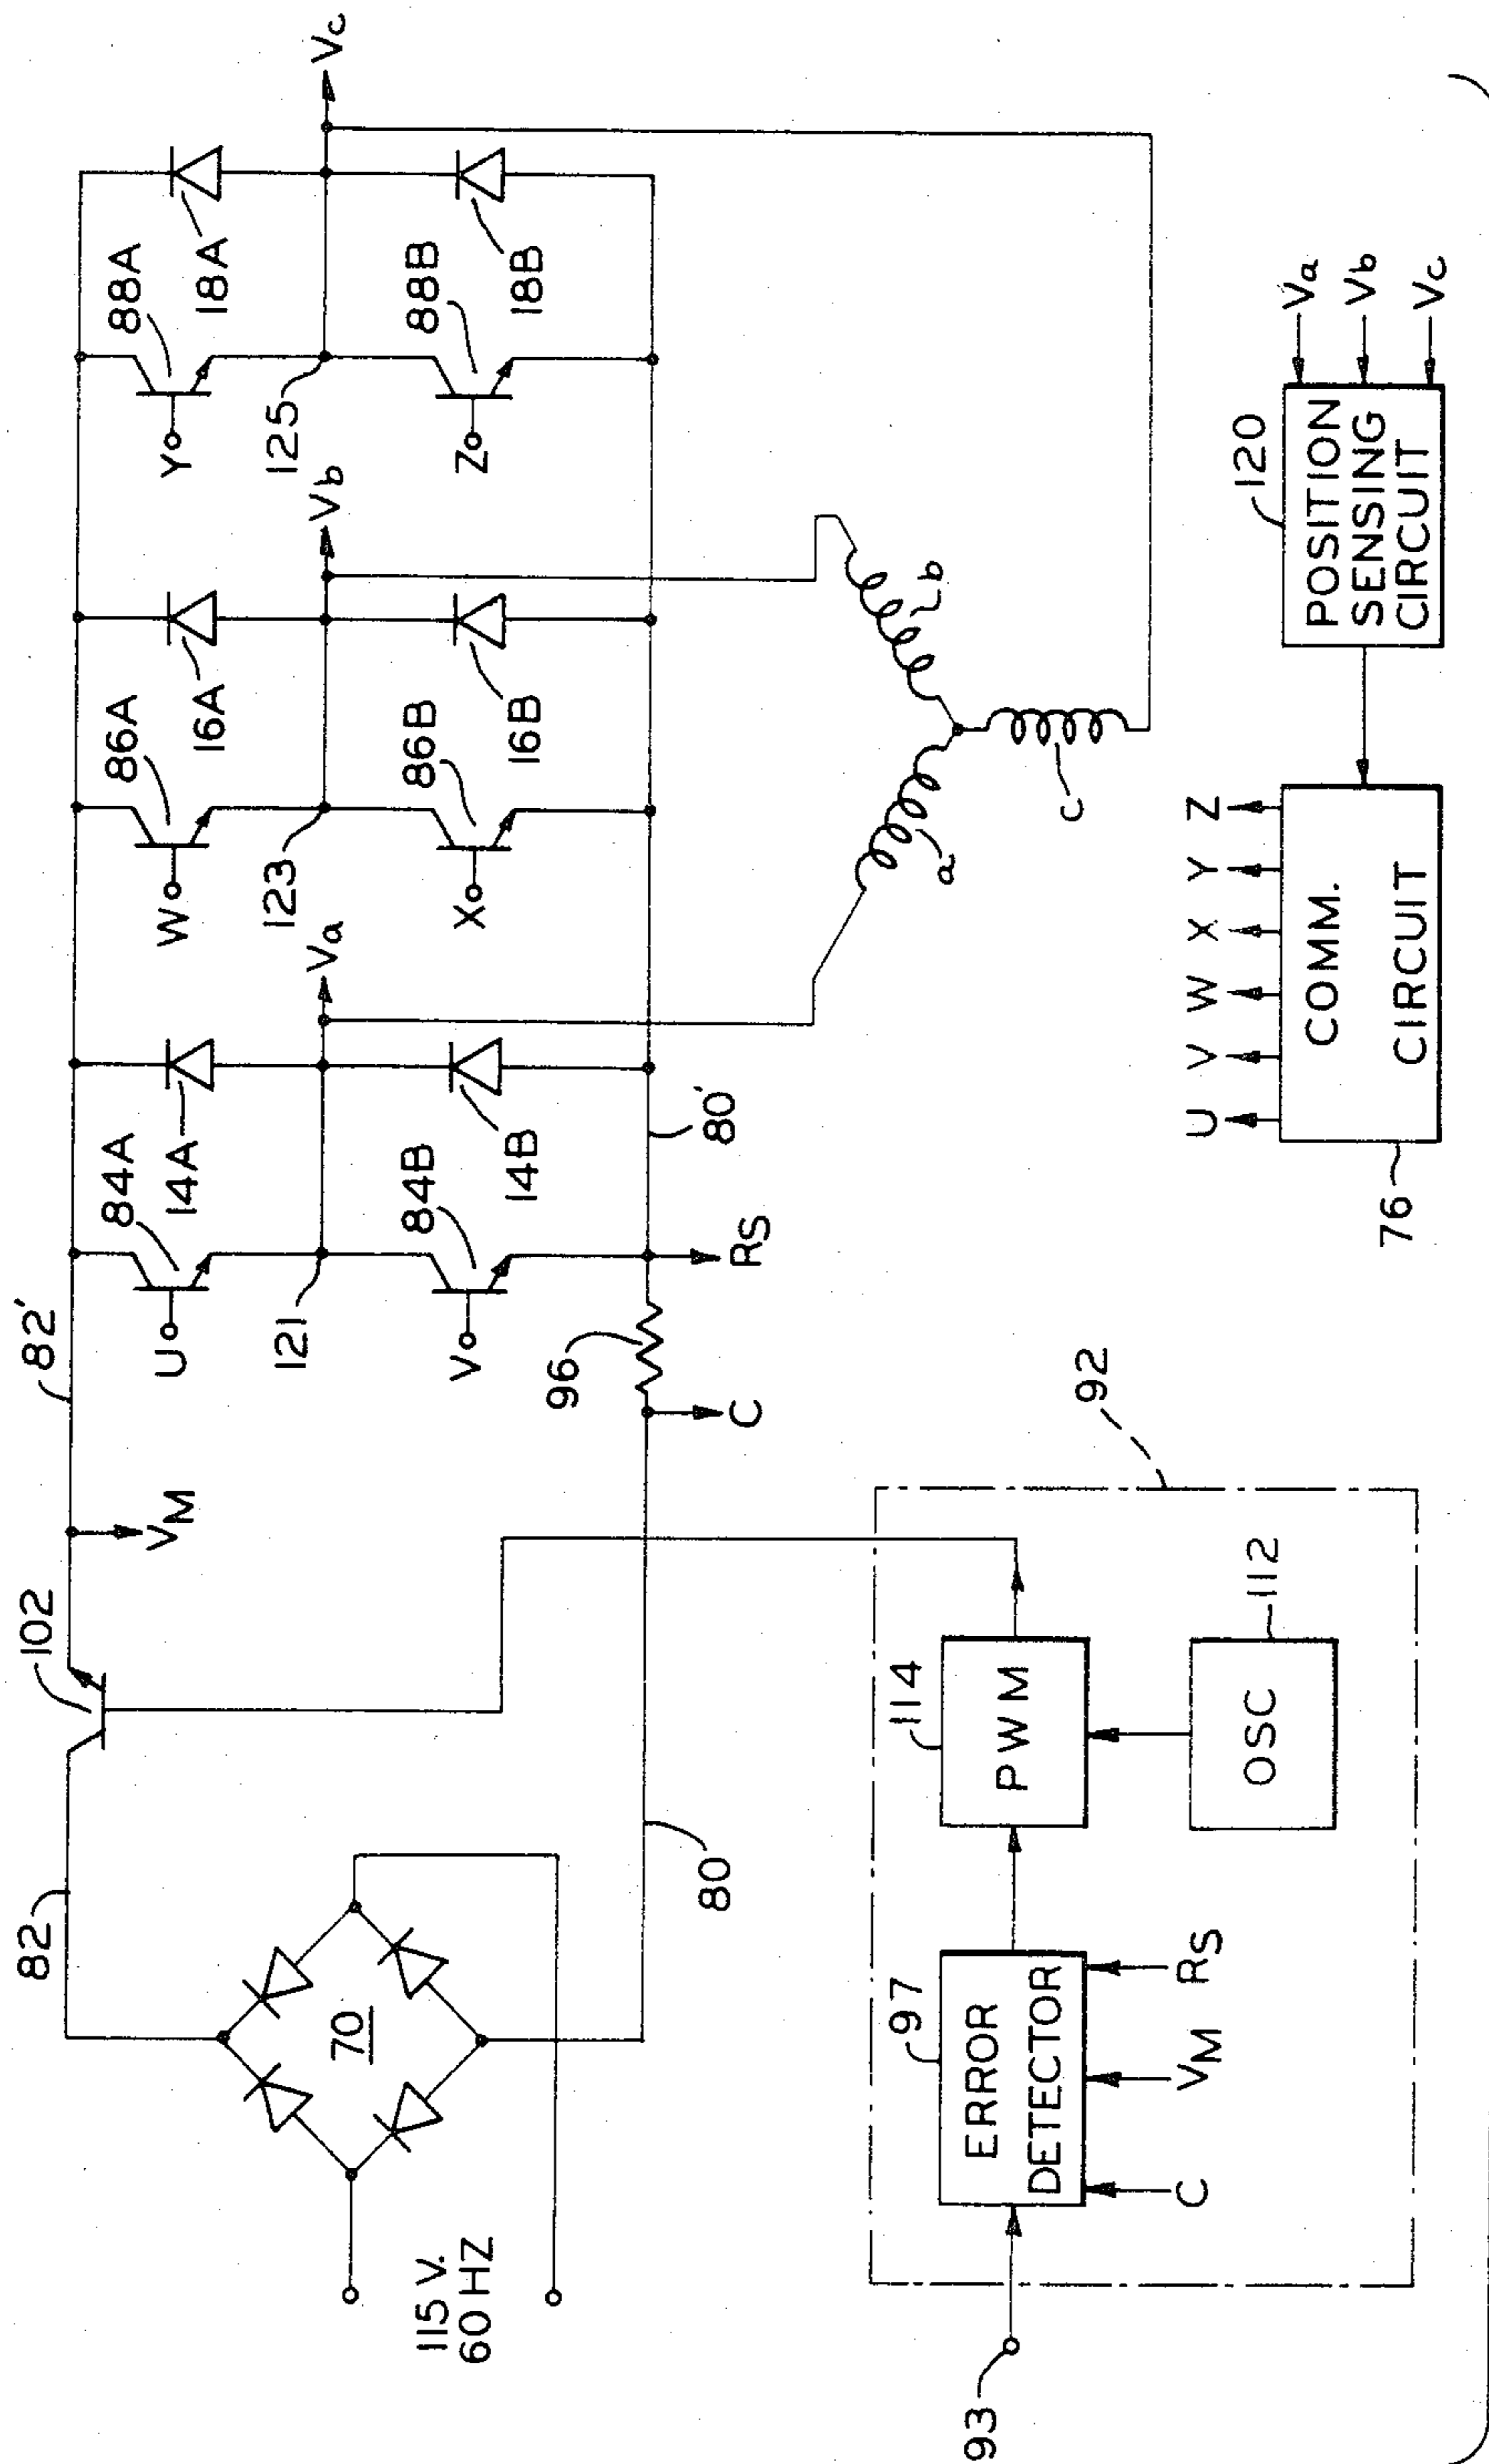 82
102
VM
82'
U
84A
14A
W
86A
16A
Y
88A
18A
121
Va
123
Vb
125
Vc
70
115 V.
60 HZ
V
84B
14B
X
86B
16B
Z
88B
18B
96
80
C
RS
80'
a
b
c
92
93
97
ERROR
DETECTOR
C
VM
RS
114
PWM
112
OSC
76
U V W X Y Z
COMM.
CIRCUIT
120
POSITION
SENSING
CIRCUIT
Va
Vb
Vc